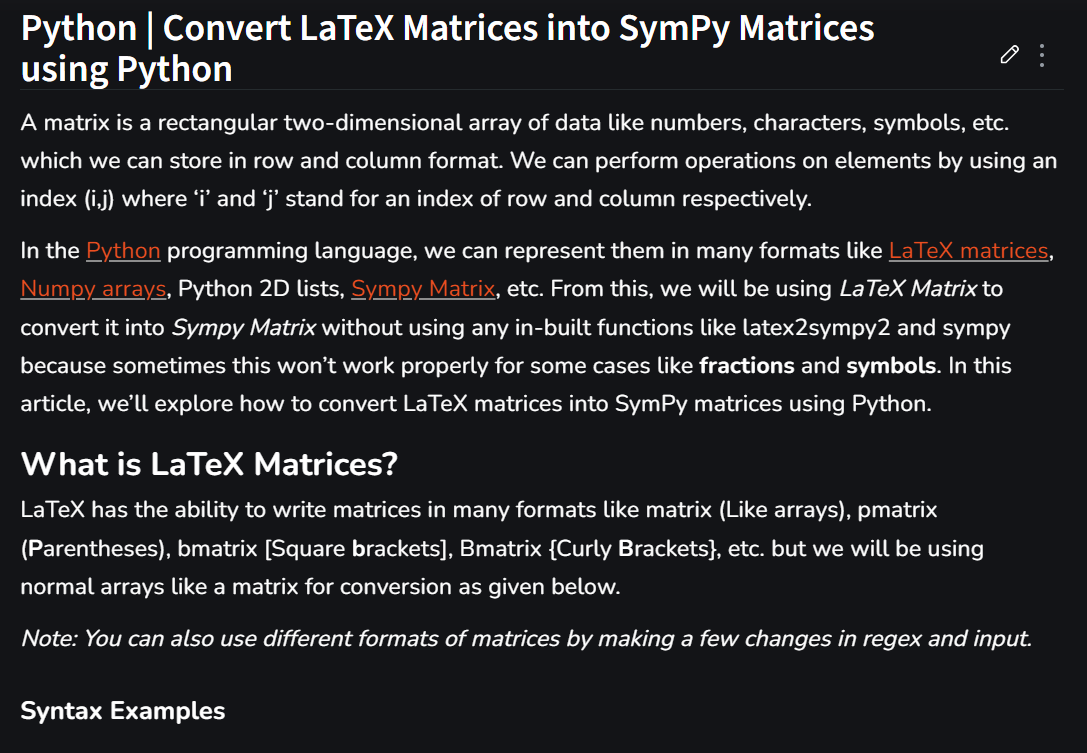 Python | Convert LaTeX Matrices into SymPy Matrices
using Python
A matrix is a rectangular two-dimensional array of data like numbers, characters, symbols, etc.
which we can store in row and column format. We can perform operations on elements by using an
index (i,j) where ‘i’ and ‘j’ stand for an index of row and column respectively.
In the Python programming language, we can represent them in many formats like LaTeX matrices,
Numpy arrays, Python 2D lists, Sympy Matrix, etc. From this, we will be using LaTeX Matrix to
convert it into Sympy Matrix without using any in-built functions like latex2sympy2 and sympy
because sometimes this won’t work properly for some cases like fractions and symbols. In this
article, we’ll explore how to convert LaTeX matrices into SymPy matrices using Python.
What is LaTeX Matrices?
LaTeX has the ability to write matrices in many formats like matrix (Like arrays), pmatrix
(Parentheses), bmatrix [Square brackets], Bmatrix {Curly Brackets}, etc. but we will be using
normal arrays like a matrix for conversion as given below.
Note: You can also use different formats of matrices by making a few changes in regex and input.
Syntax Examples